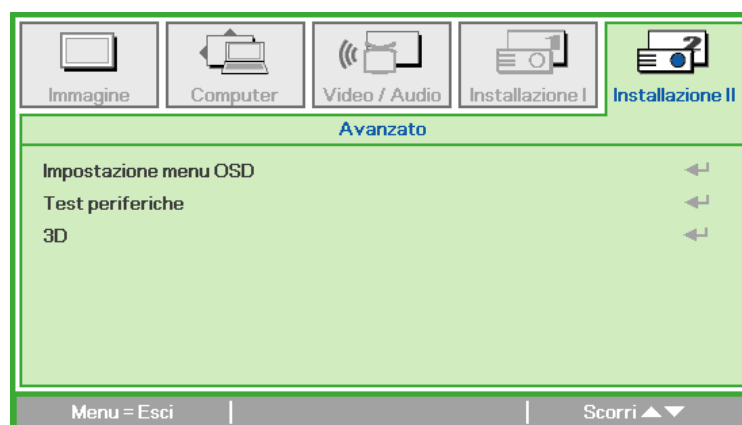 Immagine
Computer
Video / Audio
Installazione I
Installazione II
Avanzato
Impostazione menu OSD
Test periferiche
3D
Menu = Esci
Scorri ▲▼